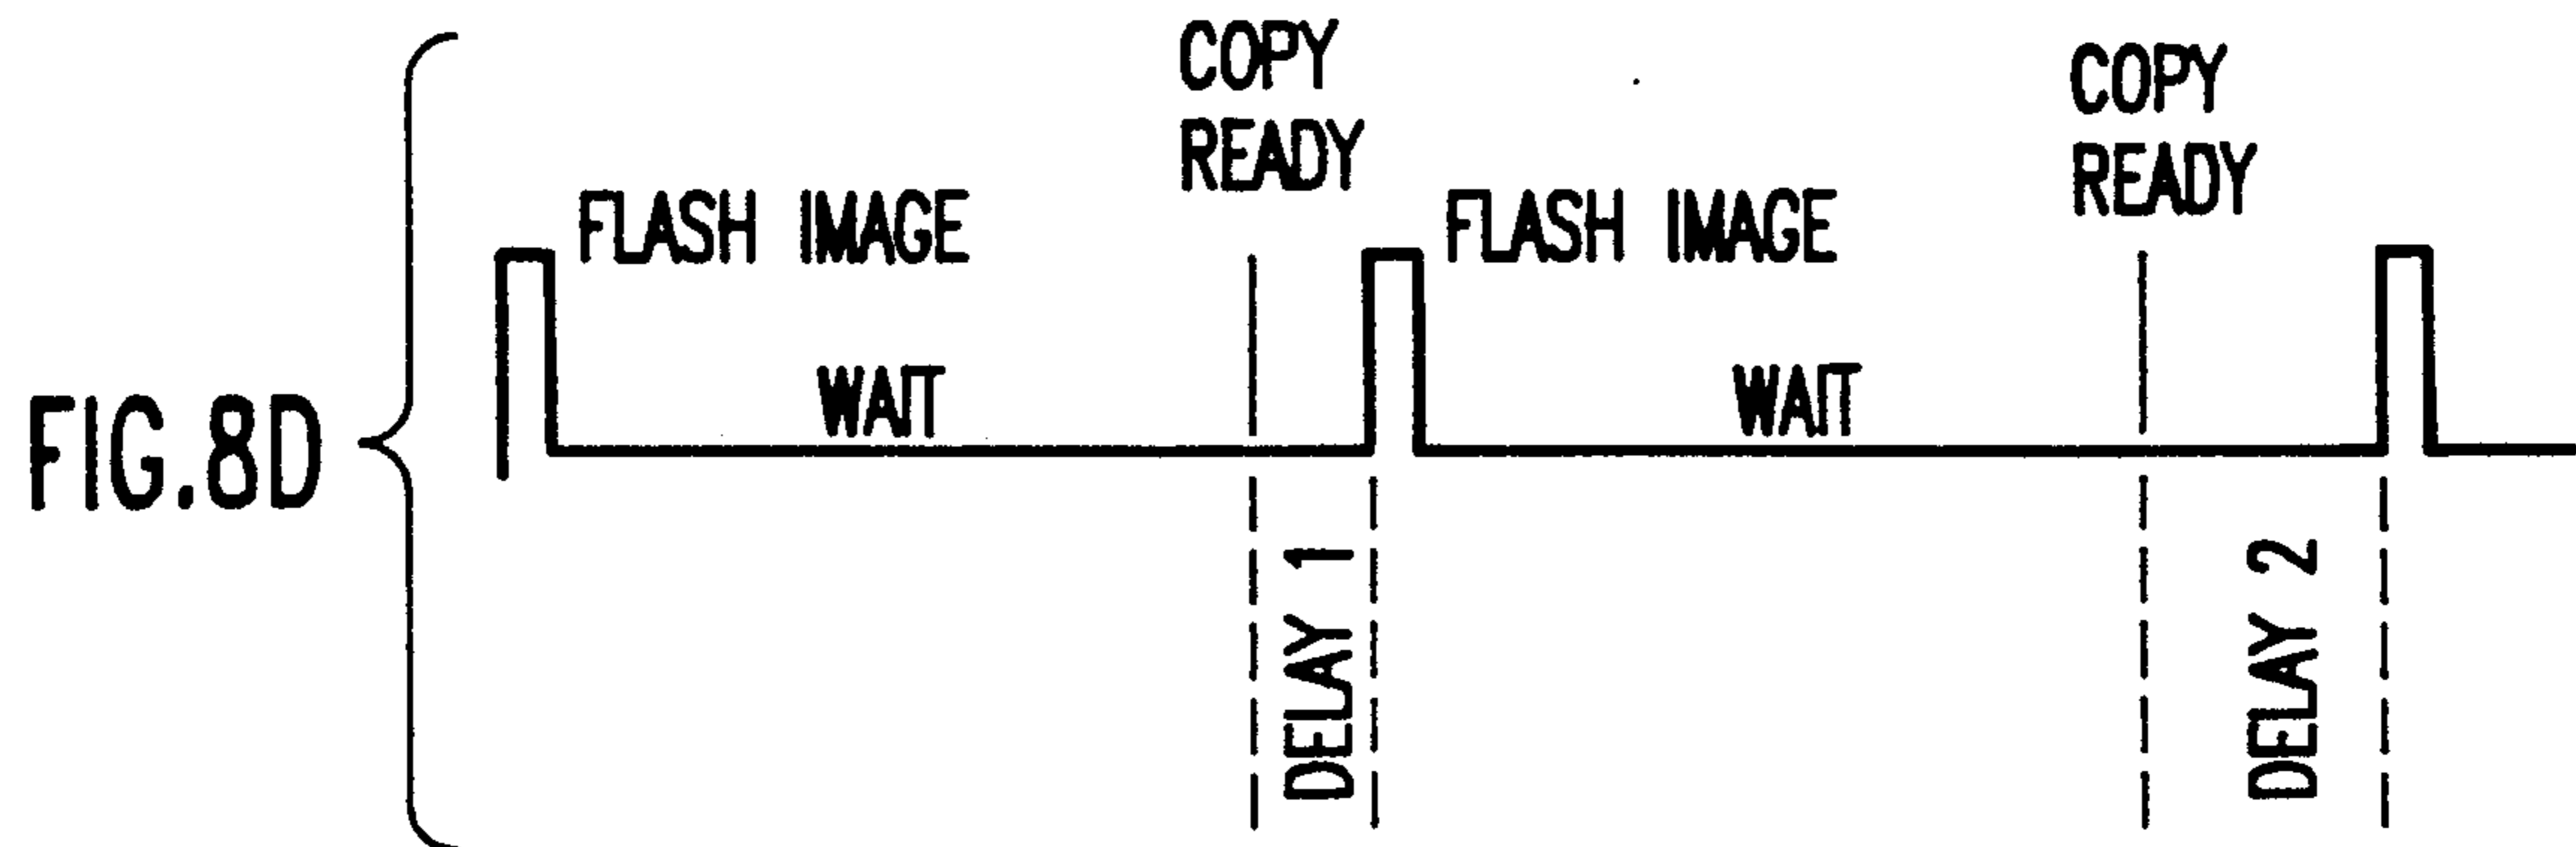 FIG.8D
COPY
READY
COPY
READY
FLASH IMAGE
FLASH IMAGE
WAIT
WAIT
DELAY 1
DELAY 2